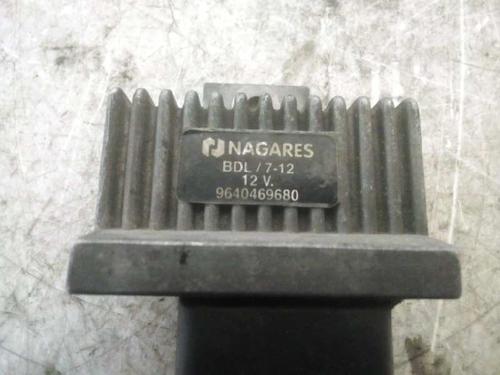 NAGARES
BDL / 7-12
12 V.
9640469680